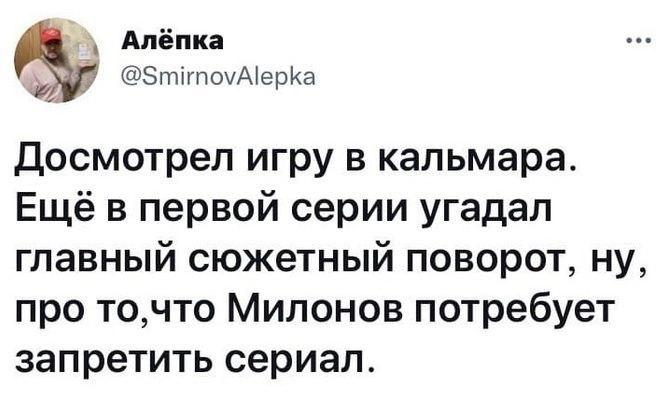 Алёпка
@SmirnovAlepka
Досмотрел игру в кальмара.
Ещё в первой серии угадал
главный сюжетный поворот, ну,
про то,что Милонов потребует
запретить сериал.